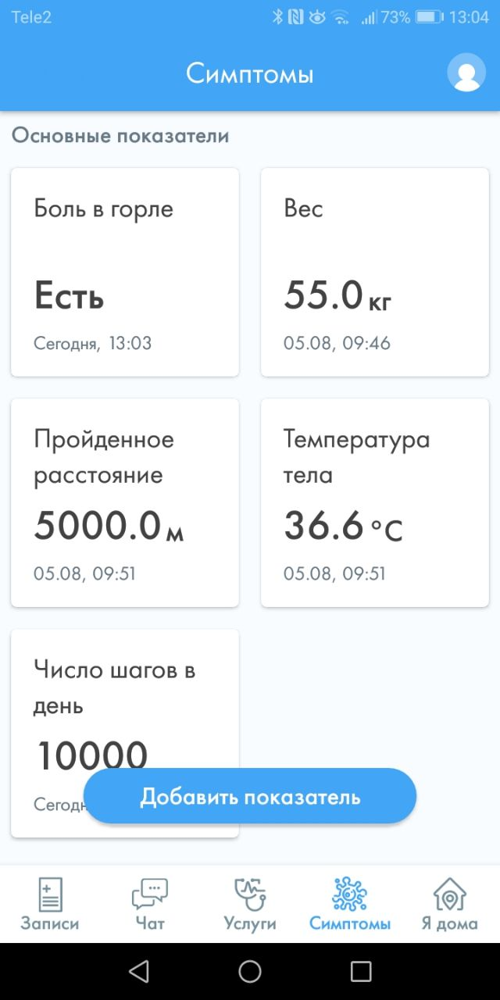 Tele2
73%
13:04
Симптомы
Основные показатели
Боль в горле
Есть
Сегодня, 13:03
Вес
55.0 кг
05.08, 09:46
Пройденное
расстояние
5000.0 м
05.08, 09:51
Температура
тела
36.6 °C
05.08, 09:51
Число шагов в
день
10000
Добавить показатель
Записи
Чат
Услуги
Симптомы
Я дома